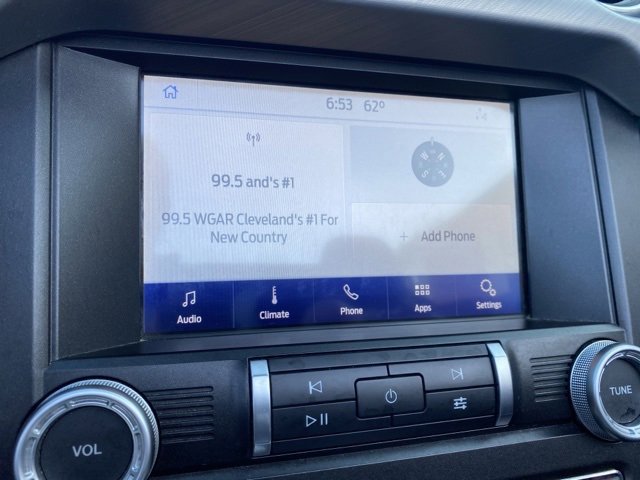 6:53 62°
99.5 and's #1
99.5 WGAR Cleveland's #1 For
New Country
N
W
E
S
+ Add Phone
Audio
Climate
Phone
Apps
Settings
VOL
TUNE